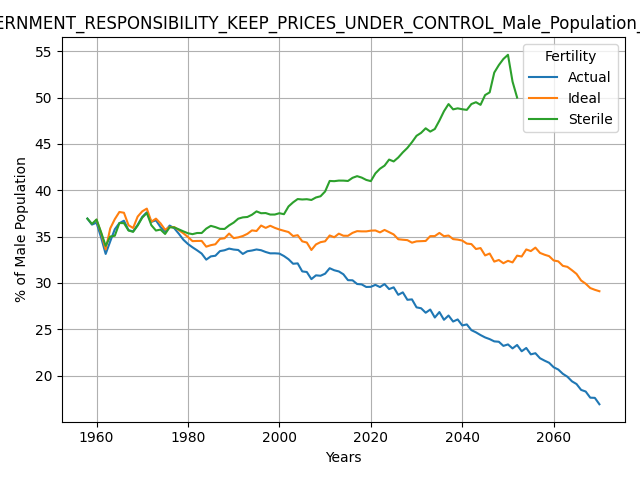 ERNMENT_RESPONSIBILITY_KEEP_PRICES_UNDER_CONTROL_Male_Population_
Fertility
Actual
Ideal
Sterile
% of Male Population
55
50
45
40
35
30
25
20
1960
1980
2000
2020
2040
2060
Years